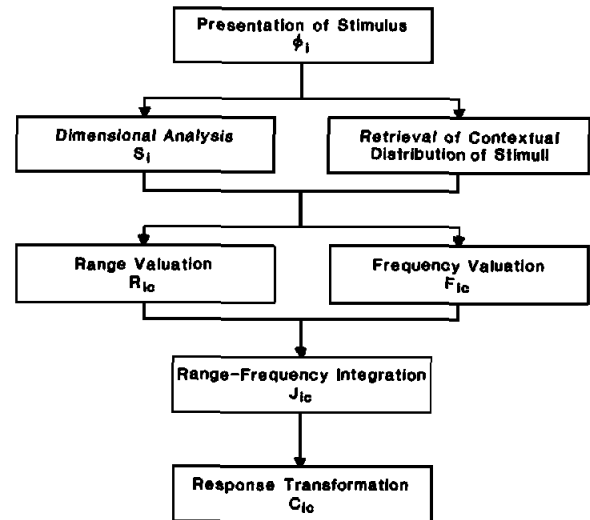 Presentation of Stimulus
ϕi
Dimensional Analysis
Si
Retrieval of Contextual
Distribution of Stimuli
Range Valuation
Ric
Frequency Valuation
Fic
Range-Frequency Integration
Jic
Response Transformation
Cic